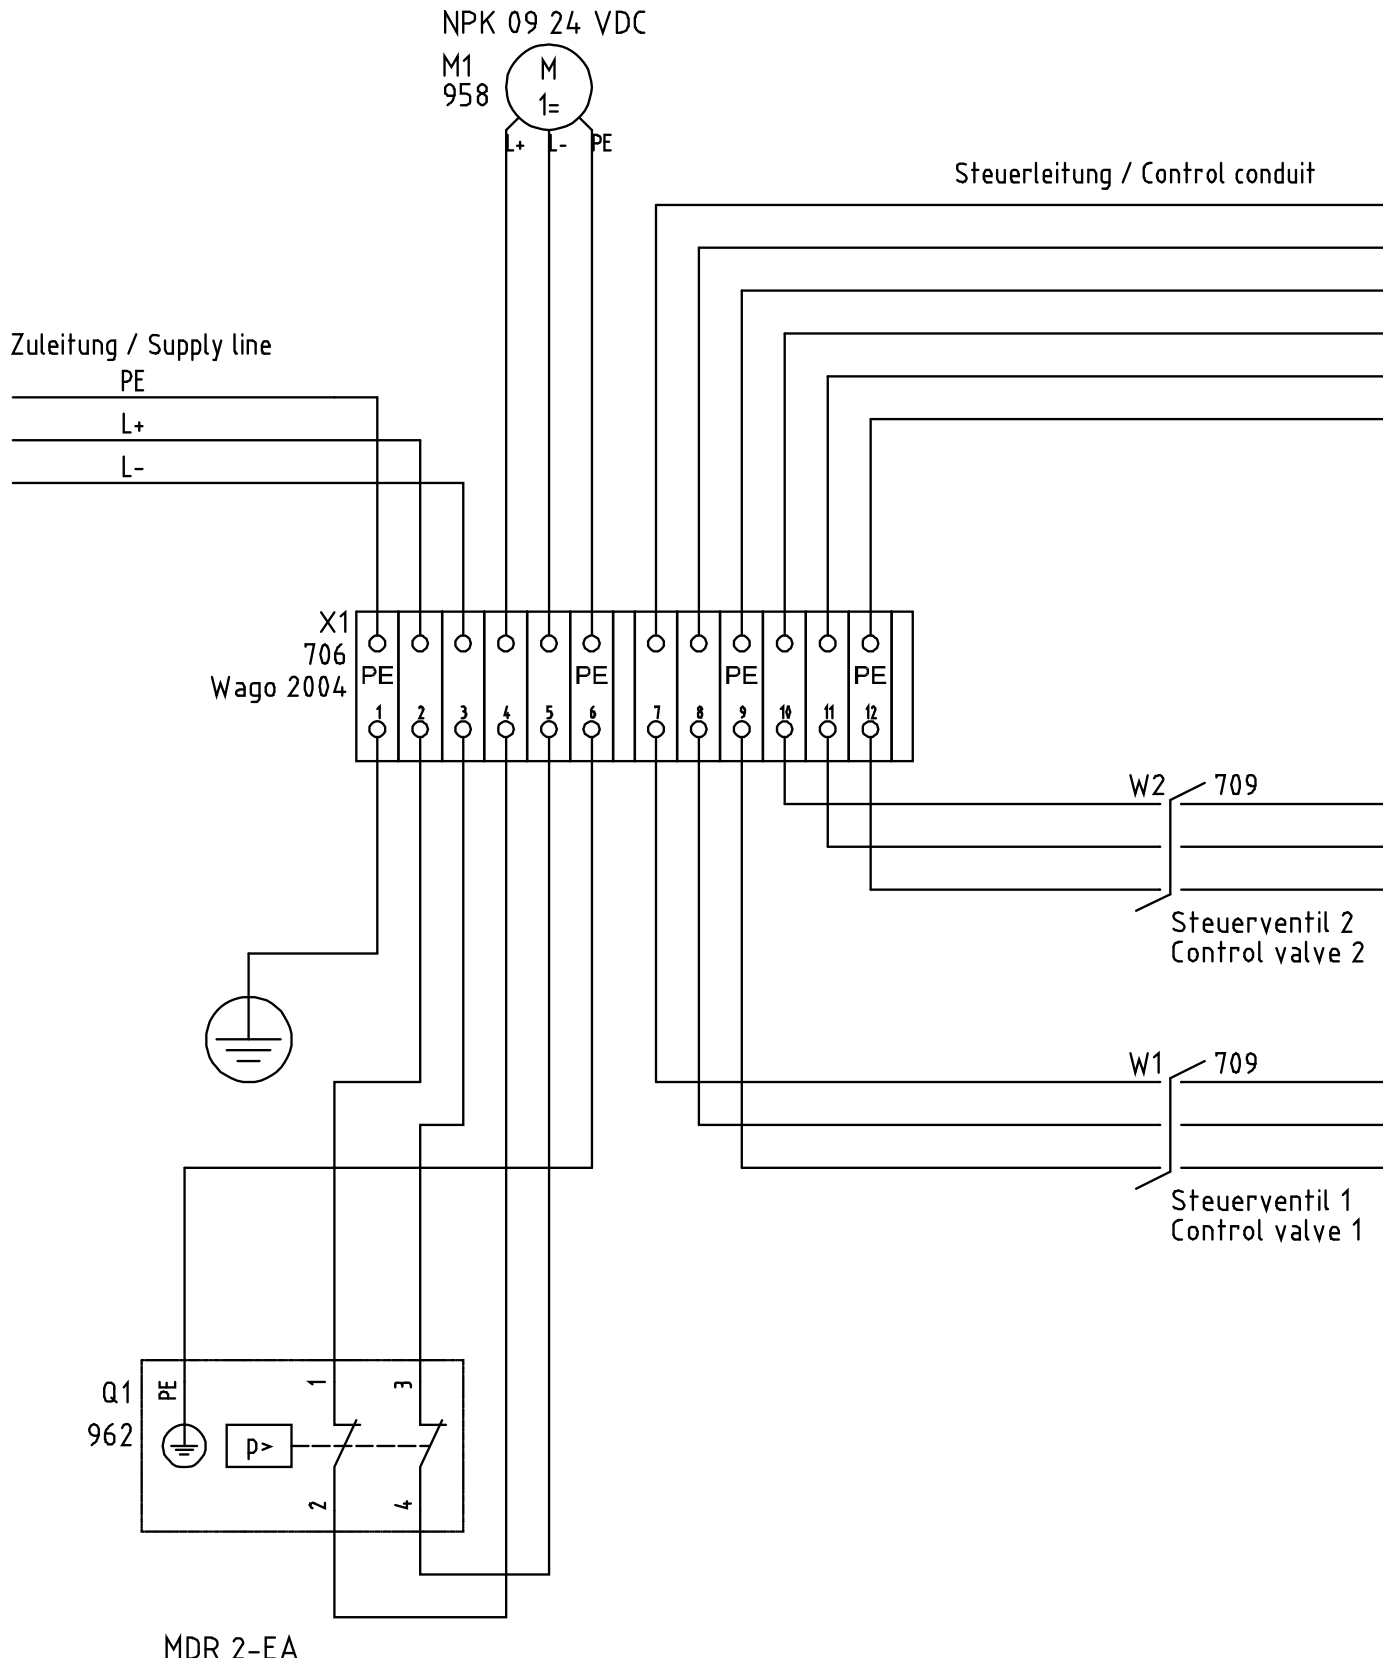 NPK 09 24 VDC
M1
958
M
1=
L+ L- PE
Steuerleitung / Control conduit
Zuleitung / Supply line
PE
L+
L-
X1
706
Wago 2004
PE PE PE PE
1 2 3 4 5 6 7 8 9 10 11 12
W2 709
Steuerventil 2
Control valve 2
W1 709
Steuerventil 1
Control valve 1
Q1
962
PE 1 3
p>
2 4
MDR 2-EA